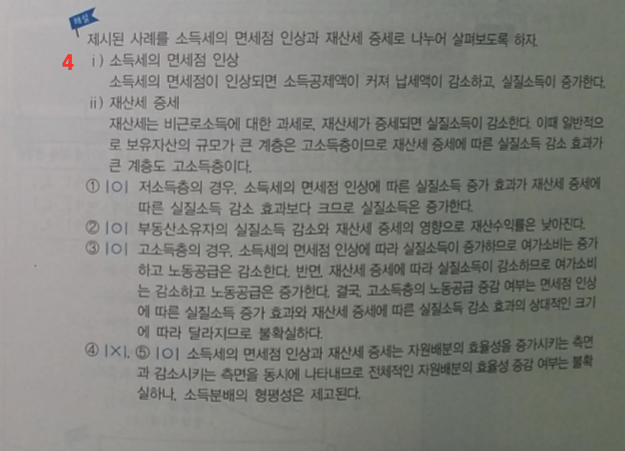 해설
제시된 사례를 소득세의 면세점 인상과 재산세 증세로 나누어 살펴보도록 하자.
4 ⅰ) 소득세의 면세점 인상
소득세의 면세점이 인상되면 소득공제액이 커져 납세액이 감소하고, 실질소득이 증가한다.
ⅱ) 재산세 증세
재산세는 비근로소득에 대한 과세로, 재산세가 증세되면 실질소득이 감소한다. 이때 일반적으
로 보유자산의 규모가 큰 계층은 고소득층이므로 재산세 증세에 따른 실질소득 감소 효과가
큰 계층도 고소득층이다.
① |O| 저소득층의 경우, 소득세의 면세점 인상에 따른 실질소득 증가 효과가 재산세 증세에
따른 실질소득 감소 효과보다 크므로 실질소득은 증가한다.
② |O| 부동산소유자의 실질소득 감소와 재산세 증세의 영향으로 재산수익률은 낮아진다.
③ |O| 고소득층의 경우, 소득세의 면세점 인상에 따라 실질소득이 증가하므로 여가소비는 증가
하고 노동공급은 감소한다. 반면, 재산세 증세에 따라 실질소득이 감소하므로 여가소비
는 감소하고 노동공급은 증가한다. 결국, 고소득층의 노동공급 증감 여부는 면세점 인상
에 따른 실질소득 증가 효과와 재산세 증세에 따른 실질소득 감소 효과의 상대적인 크기
에 따라 달라지므로 불확실하다.
④ |X|, ⑤ |O| 소득세의 면세점 인상과 재산세 증세는 자원배분의 효율성을 증가시키는 측면
과 감소시키는 측면을 동시에 나타내므로 전체적인 자원배분의 효율성 증감 여부는 불확
실하나, 소득분배의 형평성은 제고된다.